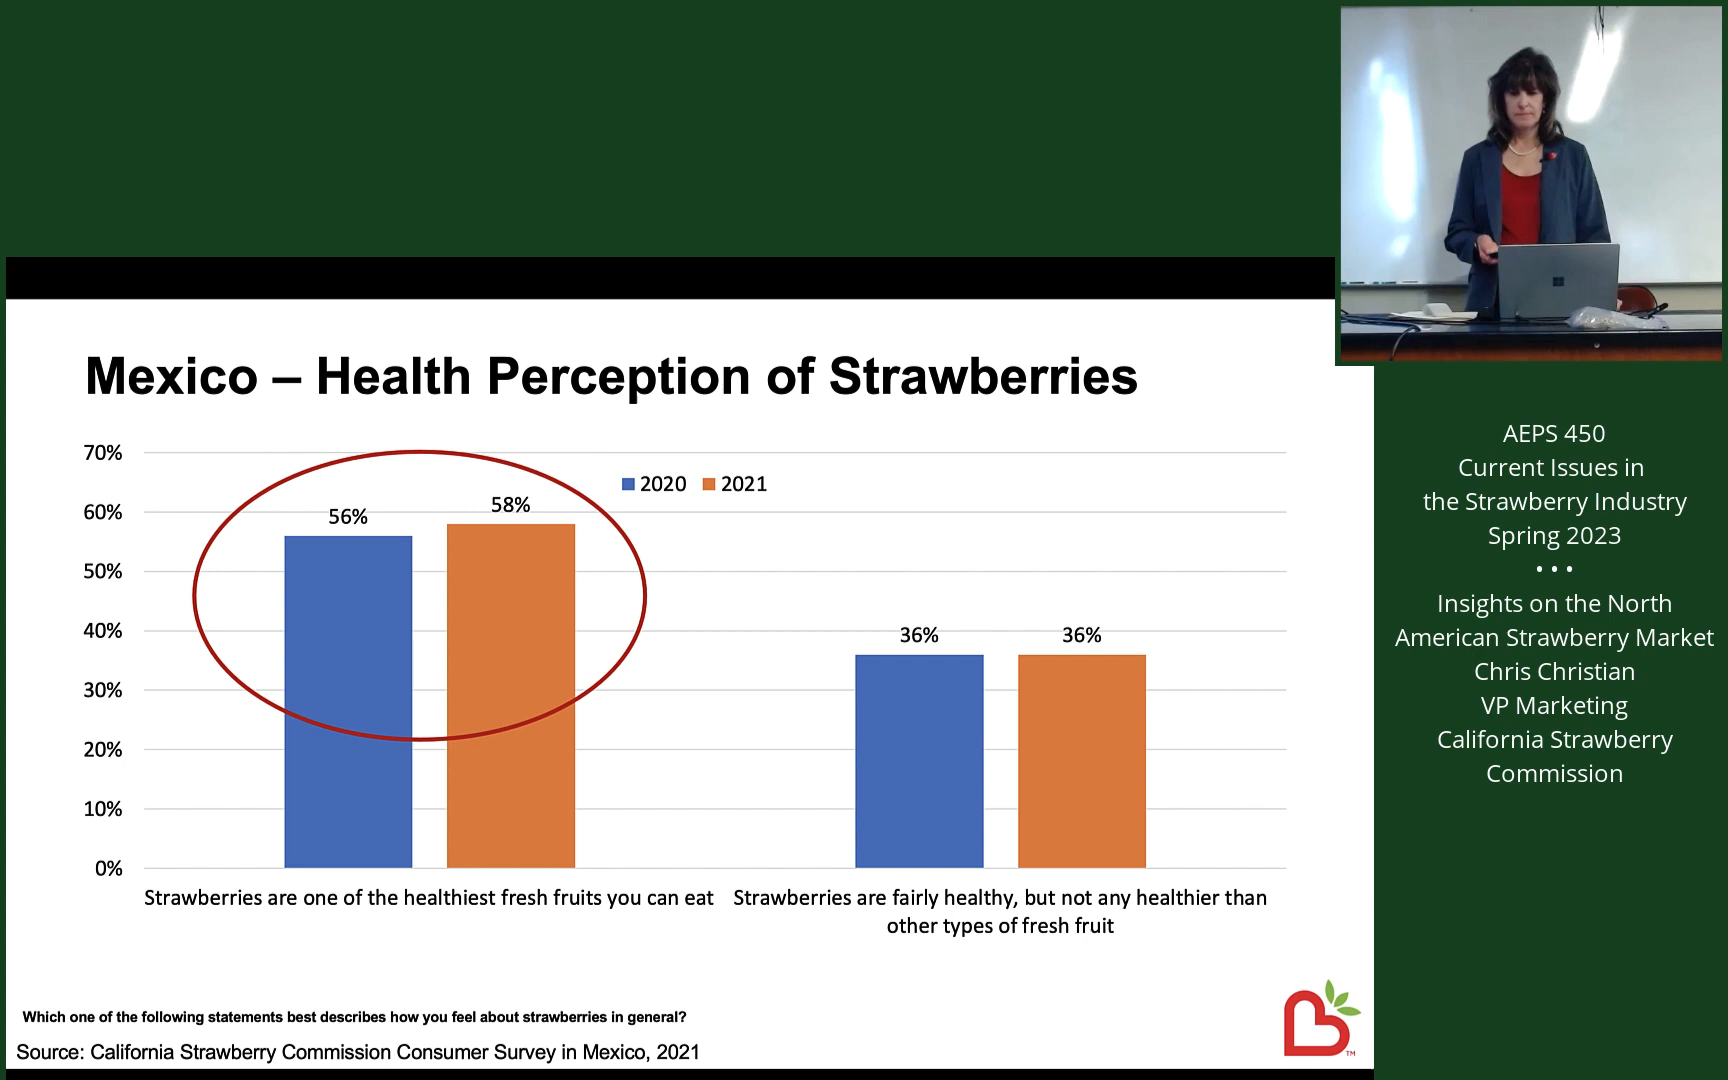 Mexico – Health Perception of Strawberries
70%
60%
50%
40%
30%
20%
10%
0%
2020 2021
56%
58%
36%
36%
Strawberries are one of the healthiest fresh fruits you can eat
Strawberries are fairly healthy, but not any healthier than
other types of fresh fruit
Which one of the following statements best describes how you feel about strawberries in general?
Source: California Strawberry Commission Consumer Survey in Mexico, 2021
TM
AEPS 450
Current Issues in
the Strawberry Industry
Spring 2023
• • •
Insights on the North
American Strawberry Market
Chris Christian
VP Marketing
California Strawberry
Commission